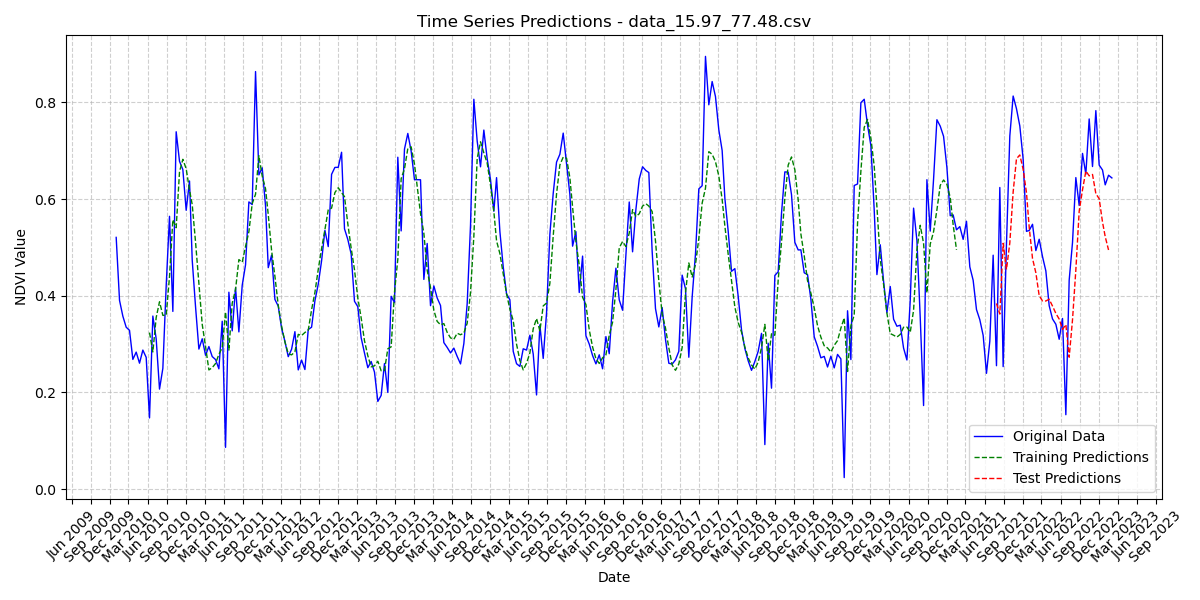 Time Series Predictions - data_15.97_77.48.csv
NDVI Value
0.8
0.6
0.4
0.2
0.0
Original Data
Training Predictions
Test Predictions
Jun 2009
Sep 2009
Dec 2009
Mar 2010
Jun 2010
Sep 2010
Dec 2010
Mar 2011
Jun 2011
Sep 2011
Dec 2011
Mar 2012
Jun 2012
Sep 2012
Dec 2012
Mar 2013
Jun 2013
Sep 2013
Dec 2013
Mar 2014
Jun 2014
Sep 2014
Dec 2014
Mar 2015
Jun 2015
Sep 2015
Dec 2015
Mar 2016
Jun 2016
Sep 2016
Dec 2016
Mar 2017
Jun 2017
Sep 2017
Dec 2017
Mar 2018
Jun 2018
Sep 2018
Dec 2018
Mar 2019
Jun 2019
Sep 2019
Dec 2019
Mar 2020
Jun 2020
Sep 2020
Dec 2020
Mar 2021
Jun 2021
Sep 2021
Dec 2021
Mar 2022
Jun 2022
Sep 2022
Dec 2022
Mar 2023
Jun 2023
Sep 2023
Date